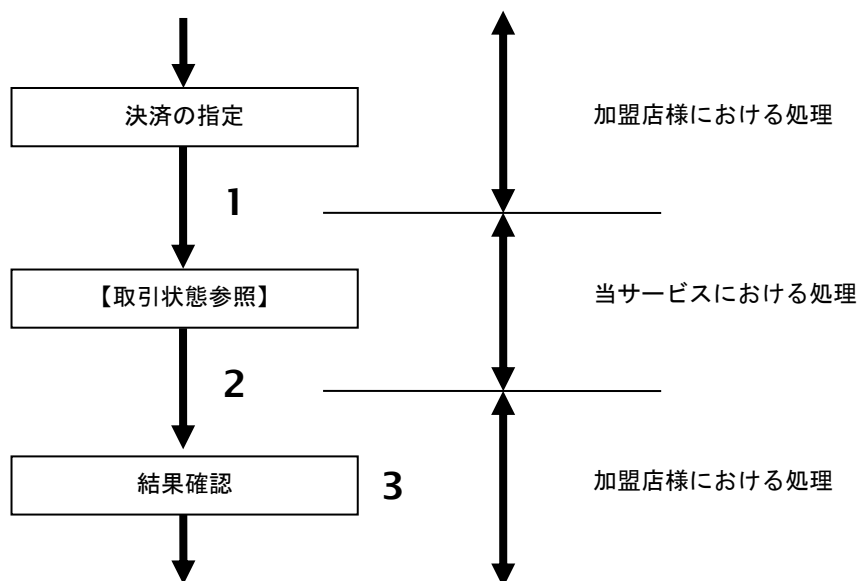 決済の指定
加盟店様における処理
1
【取引状態参照】
当サービスにおける処理
2
結果確認
3
加盟店様における処理